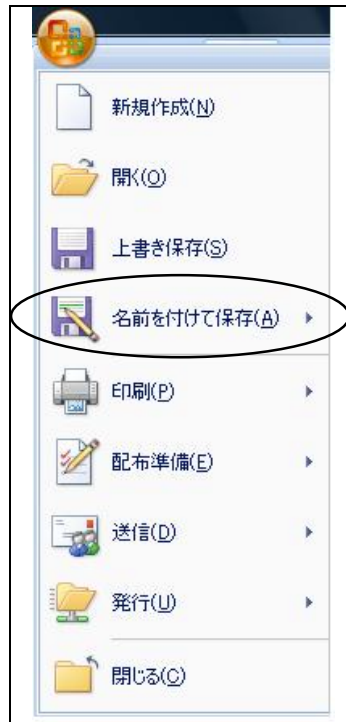 新規作成(N)
開く(O)
上書き保存(S)
名前を付けて保存(A)
印刷(P)
配布準備(E)
送信(D)
発行(U)
閉じる(C)